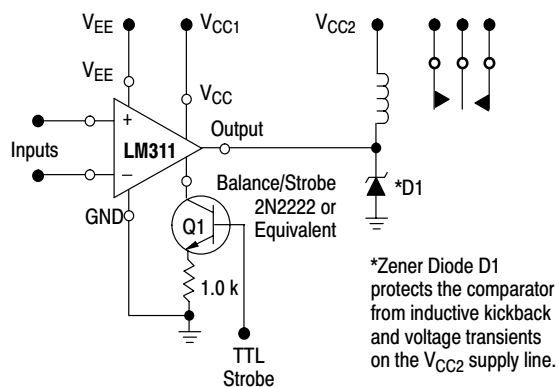 VEE
VCC1
VCC2
VEE
VCC
+
LM311
Output
Inputs
−
Balance/Strobe
2N2222 or
Equivalent
GND
Q1
*D1
1.0 k
TTL
Strobe
*Zener Diode D1
protects the comparator
from inductive kickback
and voltage transients
on the VCC2 supply line.